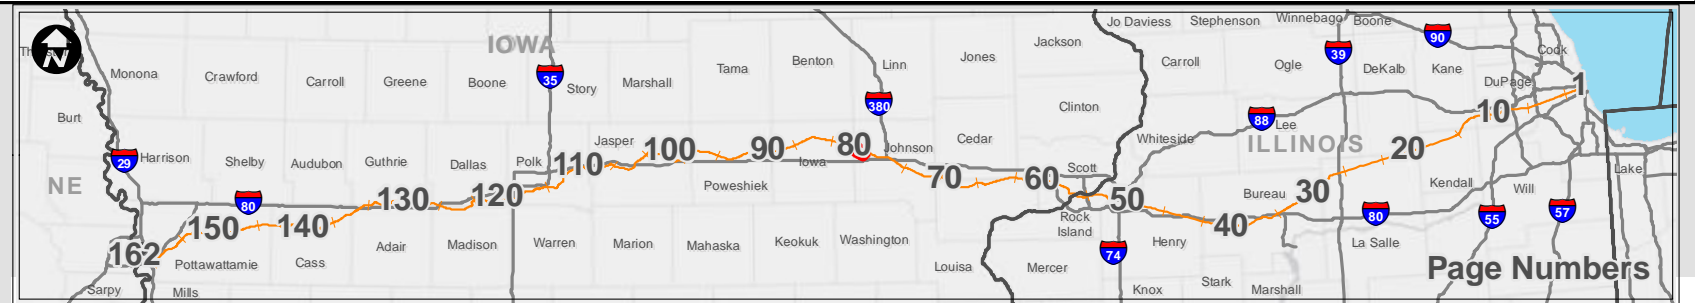 Jo Daviess Stephenson Winnebago Boone
IOWA
N
Th
Jackson
90
39
Cook
Monona Crawford Carroll Greene Boone 35 Story Marshall Tama Benton Linn Jones Carroll Ogle DeKalb Kane
DuPage
1
380
Clinton
10
Burt
88 Lee
Whiteside
ILLINOIS
Jasper 100 90 80 Johnson Cedar
20
29 Harrison Shelby Audubon Guthrie Dallas Polk 110 Iowa
Scott
Lake
NE
Poweshiek 70 60
Kendall Will
80 130 120
50 Bureau 30
150 140
Rock
Island
40 80 55 57
162
Adair Madison Warren Marion Mahaska Keokuk Washington
Henry La Salle
74
Pottawattamie Cass
Louisa Mercer
Page Numbers
Sarpy Mills
Knox Stark Marshall